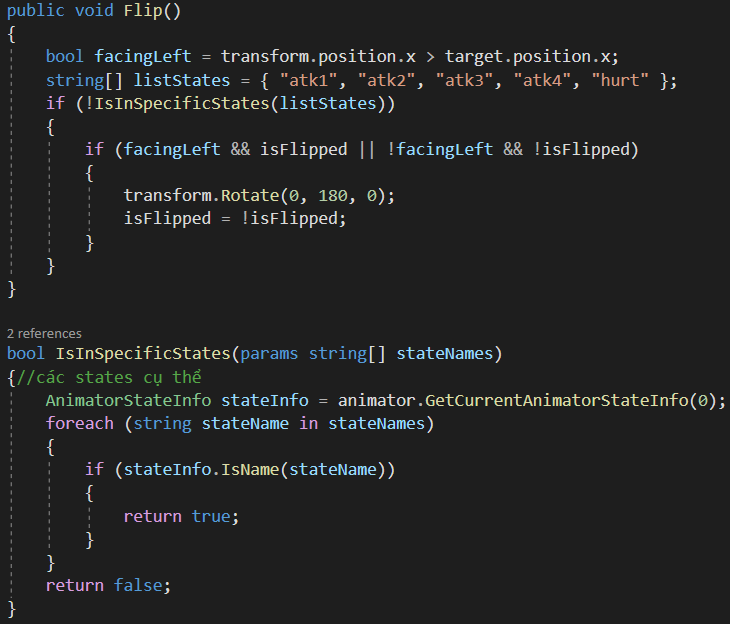 public void Flip()
{
    bool facingLeft = transform.position.x > target.position.x;
    string[] listStates = { "atk1", "atk2", "atk3", "atk4", "hurt" };
    if (!IsInSpecificStates(listStates))
    {
        if (facingLeft && isFlipped || !facingLeft && !isFlipped)
        {
            transform.Rotate(0, 180, 0);
            isFlipped = !isFlipped;
        }
    }
}
2 references
bool IsInSpecificStates(params string[] stateNames)
{//các states cụ thể
    AnimatorStateInfo stateInfo = animator.GetCurrentAnimatorStateInfo(0);
    foreach (string stateName in stateNames)
    {
        if (stateInfo.IsName(stateName))
        {
            return true;
        }
    }
    return false;
}